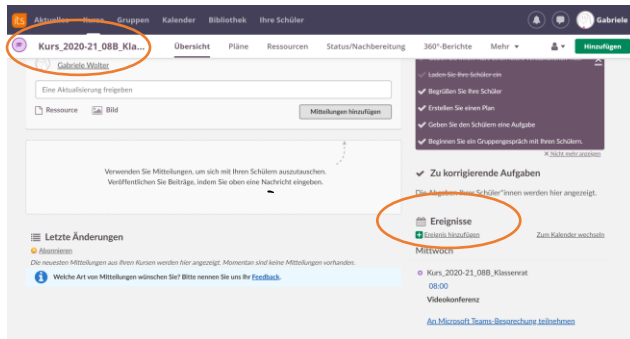 its Aktuelles Kurse Gruppen Kalender Bibliothek Ihre Schüler Gabriele
Kurs_2020-21_08B_Kla... Übersicht Pläne Ressourcen Status/Nachbereitung 360°-Berichte Mehr Hinzufügen
Gabriele Wolter
Eine Aktualisierung freigeben
Ressource Bild Mitteilungen hinzufügen
Verwenden Sie Mitteilungen, um sich mit Ihren Schülern auszutauschen.
Veröffentlichen Sie Beiträge, indem Sie oben eine Nachricht eingeben.
Letzte Änderungen
Abonnieren
Die neuesten Mitteilungen aus Ihren Kursen werden hier angezeigt. Momentan sind keine Mitteilungen vorhanden.
Welche Art von Mitteilungen wünschen Sie? Bitte nennen Sie uns Ihr Feedback.
Laden Sie Ihre Schüler ein
Begrüßen Sie Ihre Schüler
Erstellen Sie einen Plan
Geben Sie den Schülern eine Aufgabe
Beginnen Sie ein Gruppengespräch mit Ihren Schülern.
Nicht mehr anzeigen
Zu korrigierende Aufgaben
Die Abgaben Ihrer Schüler*innen werden hier angezeigt.
Ereignisse
Ereignis hinzufügen Zum Kalender wechseln
Mittwoch
Kurs_2020-21_08B_Klassenrat
08:00
Videokonferenz
An Microsoft Teams-Besprechung teilnehmen